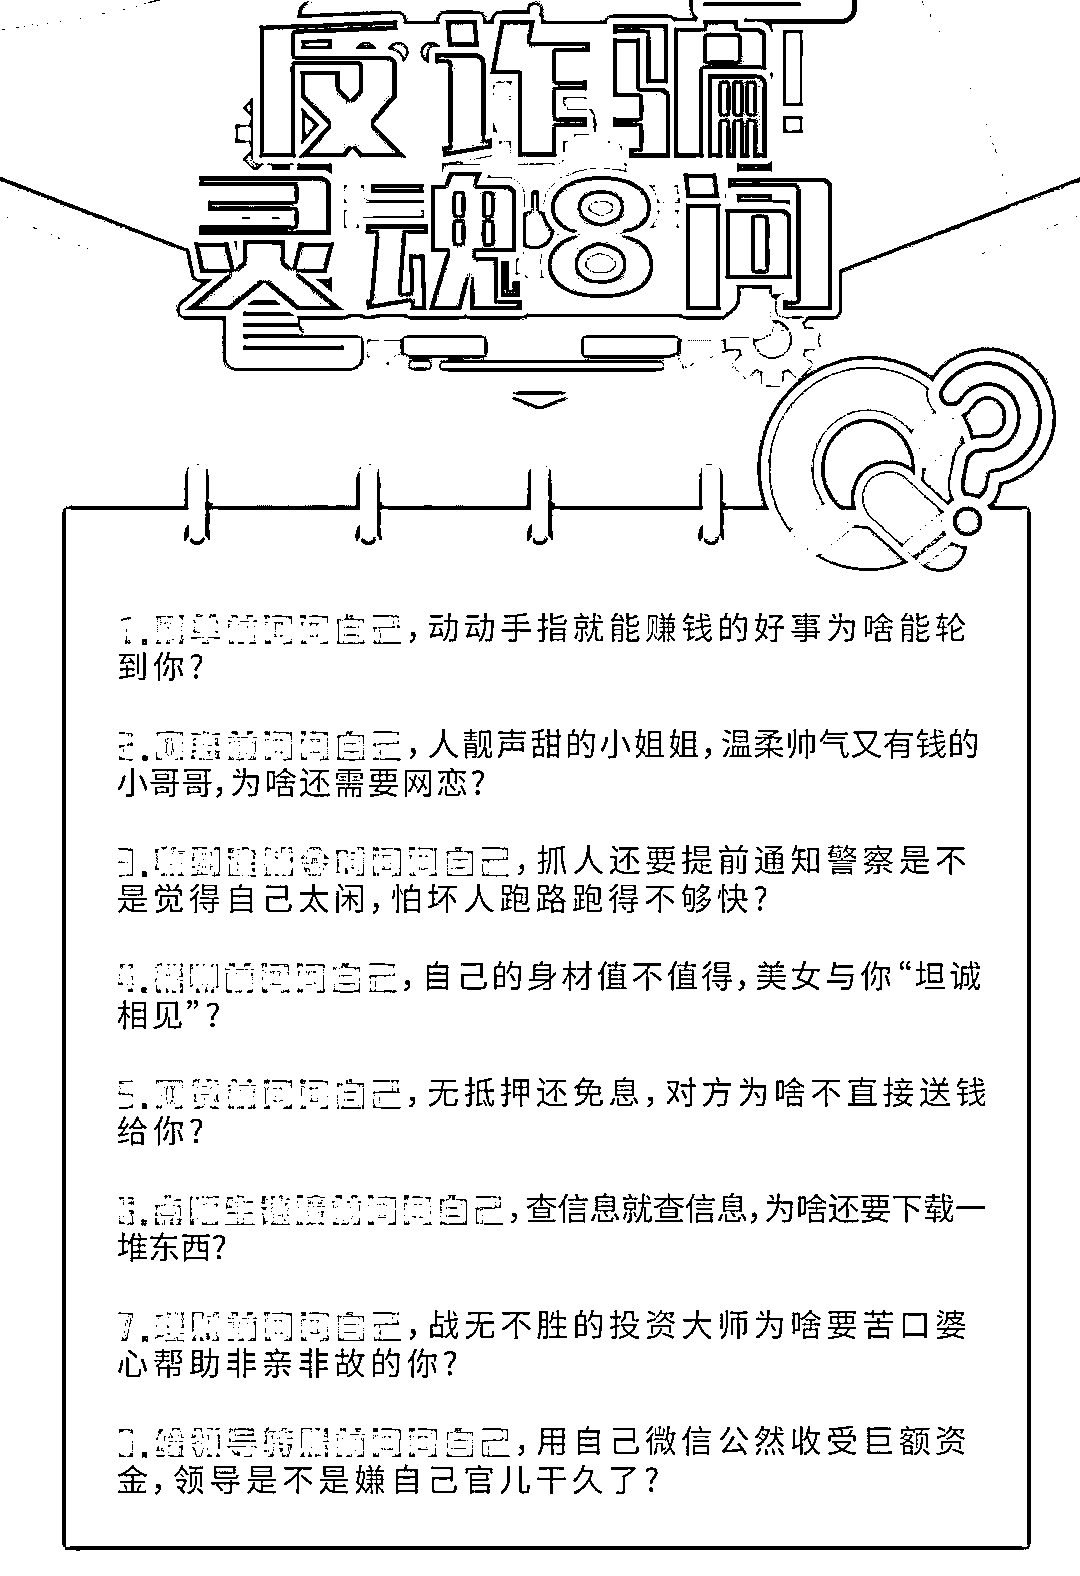 反诈骗!
灵魂8问
1.刷单前问问自己，动动手指就能赚钱的好事为啥能轮
到你?
2.网恋前问问自己，人靓声甜的小姐姐，温柔帅气又有钱的
小哥哥，为啥还需要网恋?
3.收到逮捕令时问问自己，抓人还要提前通知警察是不
是觉得自己太闲，怕坏人跑路跑得不够快?
4.裸聊前问问自己，自己的身材值不值得，美女与你“坦诚
相见”?
5.网贷前问问自己，无抵押还免息，对方为啥不直接送钱
给你?
6.点陌生链接前问问自己，查信息就查信息，为啥还要下载一
堆东西?
7.理财前问问自己，战无不胜的投资大师为啥要苦口婆
心帮助非亲非故的你?
8.给领导转账前问问自己，用自己微信公然收受巨额资
金，领导是不是嫌自己官儿干久了?